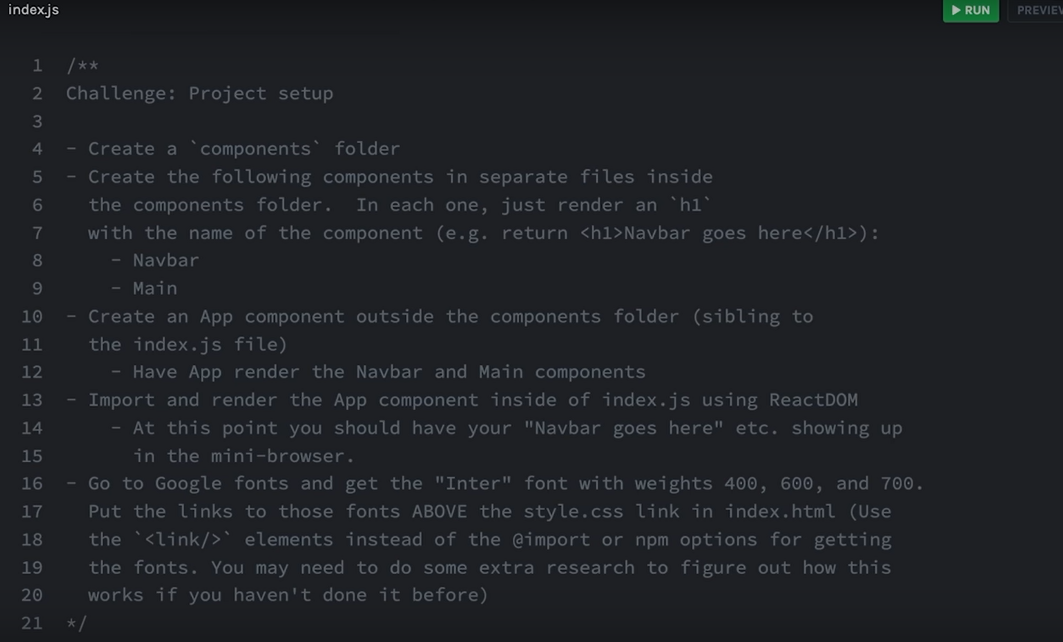 index.js
RUN
PREVIEW
1 /**
2 Challenge: Project setup
3
4 - Create a `components` folder
5 - Create the following components in separate files inside
6 the components folder.  In each one, just render an `h1`
7 with the name of the component (e.g. return <h1>Navbar goes here</h1>):
8 - Navbar
9 - Main
10 - Create an App component outside the components folder (sibling to
11 the index.js file)
12 - Have App render the Navbar and Main components
13 - Import and render the App component inside of index.js using ReactDOM
14 - At this point you should have your "Navbar goes here" etc. showing up
15 in the mini-browser.
16 - Go to Google fonts and get the "Inter" font with weights 400, 600, and 700.
17 Put the links to those fonts ABOVE the style.css link in index.html (Use
18 the `<link/>` elements instead of the @import or npm options for getting
19 the fonts. You may need to do some extra research to figure out how this
20 works if you haven't done it before)
21 */